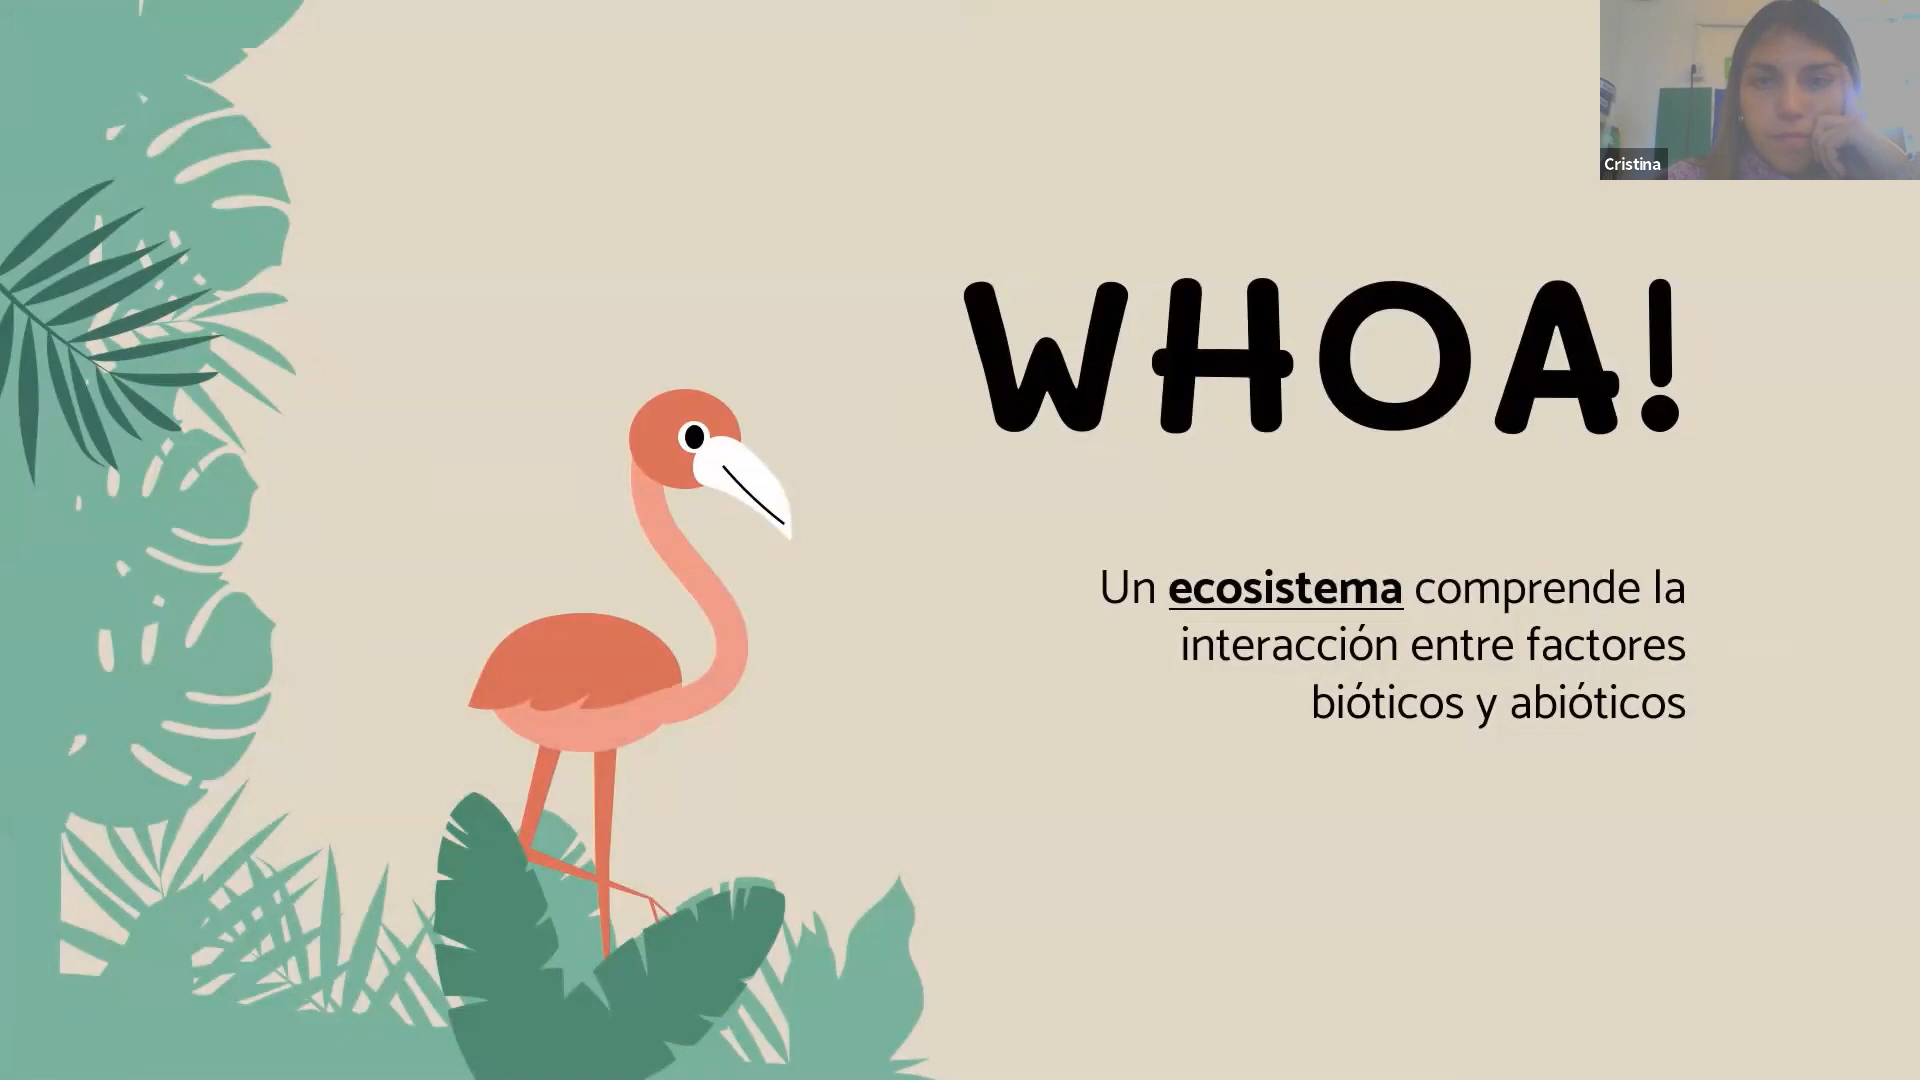 Cristina
WHOA!
Un ecosistema comprende la
interacción entre factores
bióticos y abióticos